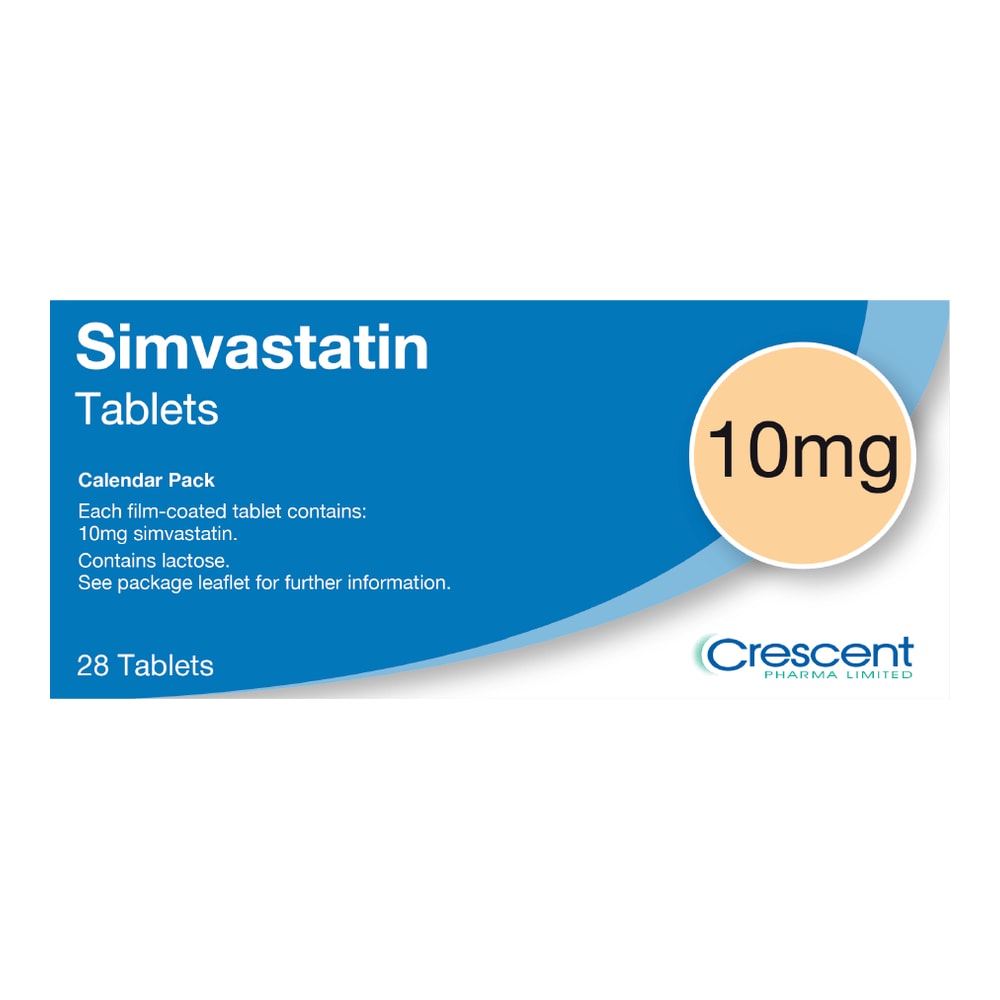 Simvastatin
Tablets
10mg
Calendar Pack
Each film-coated tablet contains:
10mg simvastatin.
Contains lactose.
See package leaflet for further information.
28 Tablets
Crescent
PHARMA LIMITED